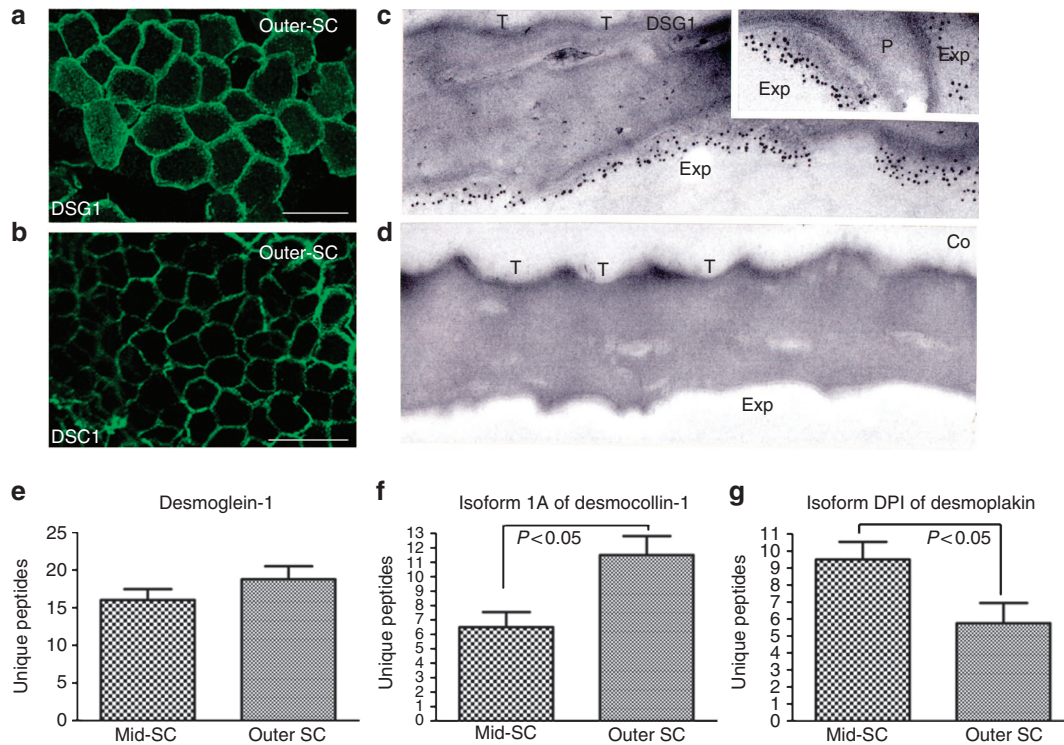 a
Outer-SC
DSG1
b
Outer-SC
DSC1
c
T T DSG1
P
Exp Exp
Exp
d
Co
T T T
Exp
e
Desmoglein-1
Unique peptides
25
20
15
10
5
0
Mid-SC Outer SC
f
Isoform 1A of desmocollin-1
P<0.05
Unique peptides
13
12
11
10
9
8
7
6
5
4
3
2
1
0
Mid-SC Outer SC
g
Isoform DPI of desmoplakin
P<0.05
Unique peptides
11
10
9
8
7
6
5
4
3
2
1
0
Mid-SC Outer SC